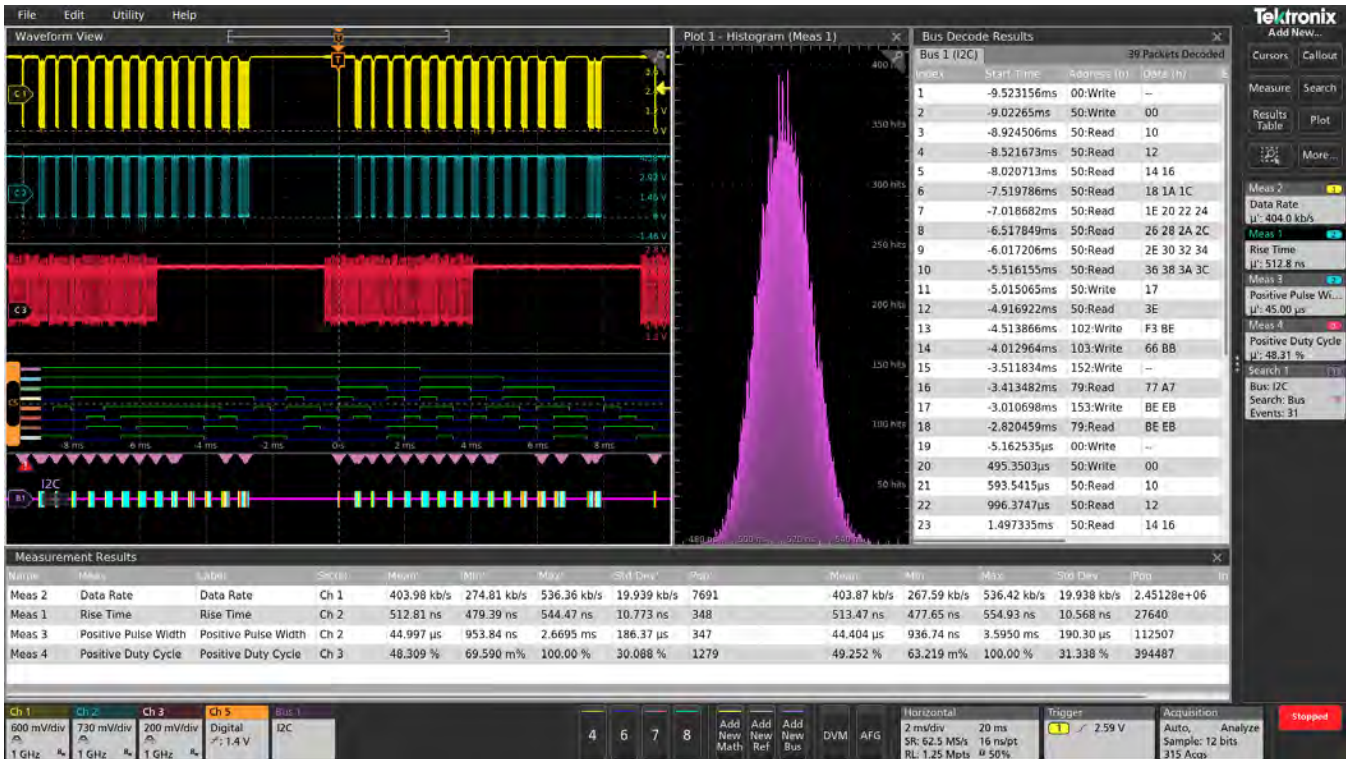 File Edit Utility Help
Tektronix
Add New...
Waveform View
Plot 1 - Histogram (Meas 1)
Bus Decode Results
Cursors Callout
Measure Search
Results Table Plot
More...
C1
0 V
C2
2.92 V
1.46 V
0 V
-1.46 V
C3
-8 ms -6 ms -4 ms -2 ms 0 s 2 ms 4 ms 6 ms 8 ms
I2C
B1
350 hits
300 hits
250 hits
200 hits
150 hits
100 hits
50 hits
Bus 1 (I2C) 39 Packets Decoded
Index Start Time Address (h) Data (h)
1 -9.523156ms 00:Write --
2 -9.02265ms 50:Write 00
3 -8.924506ms 50:Read 10
4 -8.521673ms 50:Read 12
5 -8.020713ms 50:Read 14 16
6 -7.519786ms 50:Read 18 1A 1C
7 -7.018682ms 50:Read 1E 20 22 24
8 -6.517849ms 50:Read 26 28 2A 2C
9 -6.017206ms 50:Read 2E 30 32 34
10 -5.516155ms 50:Read 36 38 3A 3C
11 -5.015065ms 50:Write 17
12 -4.916922ms 50:Read 3E
13 -4.513866ms 102:Write F3 BE
14 -4.012964ms 103:Write 66 BB
15 -3.511834ms 152:Write --
16 -3.413482ms 79:Read 77 A7
17 -3.010698ms 153:Write BE EB
18 -2.820459ms 79:Read BE EB
19 -5.162535µs 00:Write --
20 495.3503µs 50:Write 00
21 593.5415µs 50:Read 10
22 996.3747µs 50:Read 12
23 1.497335ms 50:Read 14 16
Meas 2
Data Rate
µ': 404.0 kb/s
Meas 1
Rise Time
µ': 512.8 ns
Meas 3
Positive Pulse Wi...
µ': 45.00 µs
Meas 4
Positive Duty Cycle
µ': 48.31 %
Search 1
Bus: I2C
Search: Bus
Events: 31
Measurement Results
Name Meas Label Source Mean' Min' Max' Std Dev' Pop' Mean Min Max Std Dev Pop
Meas 2 Data Rate Data Rate Ch 1 403.98 kb/s 274.81 kb/s 536.36 kb/s 19.939 kb/s 7691 403.87 kb/s 267.59 kb/s 536.42 kb/s 19.938 kb/s 2.45128e+06
Meas 1 Rise Time Rise Time Ch 2 512.81 ns 479.39 ns 544.47 ns 10.773 ns 348 513.47 ns 477.65 ns 554.93 ns 10.568 ns 27640
Meas 3 Positive Pulse Width Positive Pulse Width Ch 2 44.997 µs 953.84 ns 2.6695 ms 186.37 µs 347 44.404 µs 936.74 ns 3.5950 ms 190.30 µs 112507
Meas 4 Positive Duty Cycle Positive Duty Cycle Ch 3 48.309 % 69.590 m% 100.00 % 30.088 % 1279 49.252 % 63.219 m% 100.00 % 31.338 % 394487
Ch 1
600 mV/div
1 GHz
Ch 2
730 mV/div
1 GHz
Ch 3
200 mV/div
1 GHz
Ch 5
Digital
: 1.4 V
Bus 1
I2C
4 6 7 8
Add New Math
Add New Ref
Add New Bus
DVM AFG
Horizontal
2 ms/div 20 ms
SR: 62.5 MS/s 16 ns/pt
RL: 1.25 Mpts 50%
Trigger
1 2.59 V
Acquisition
Auto, Analyze
Sample: 12 bits
315 Acqs
Stopped